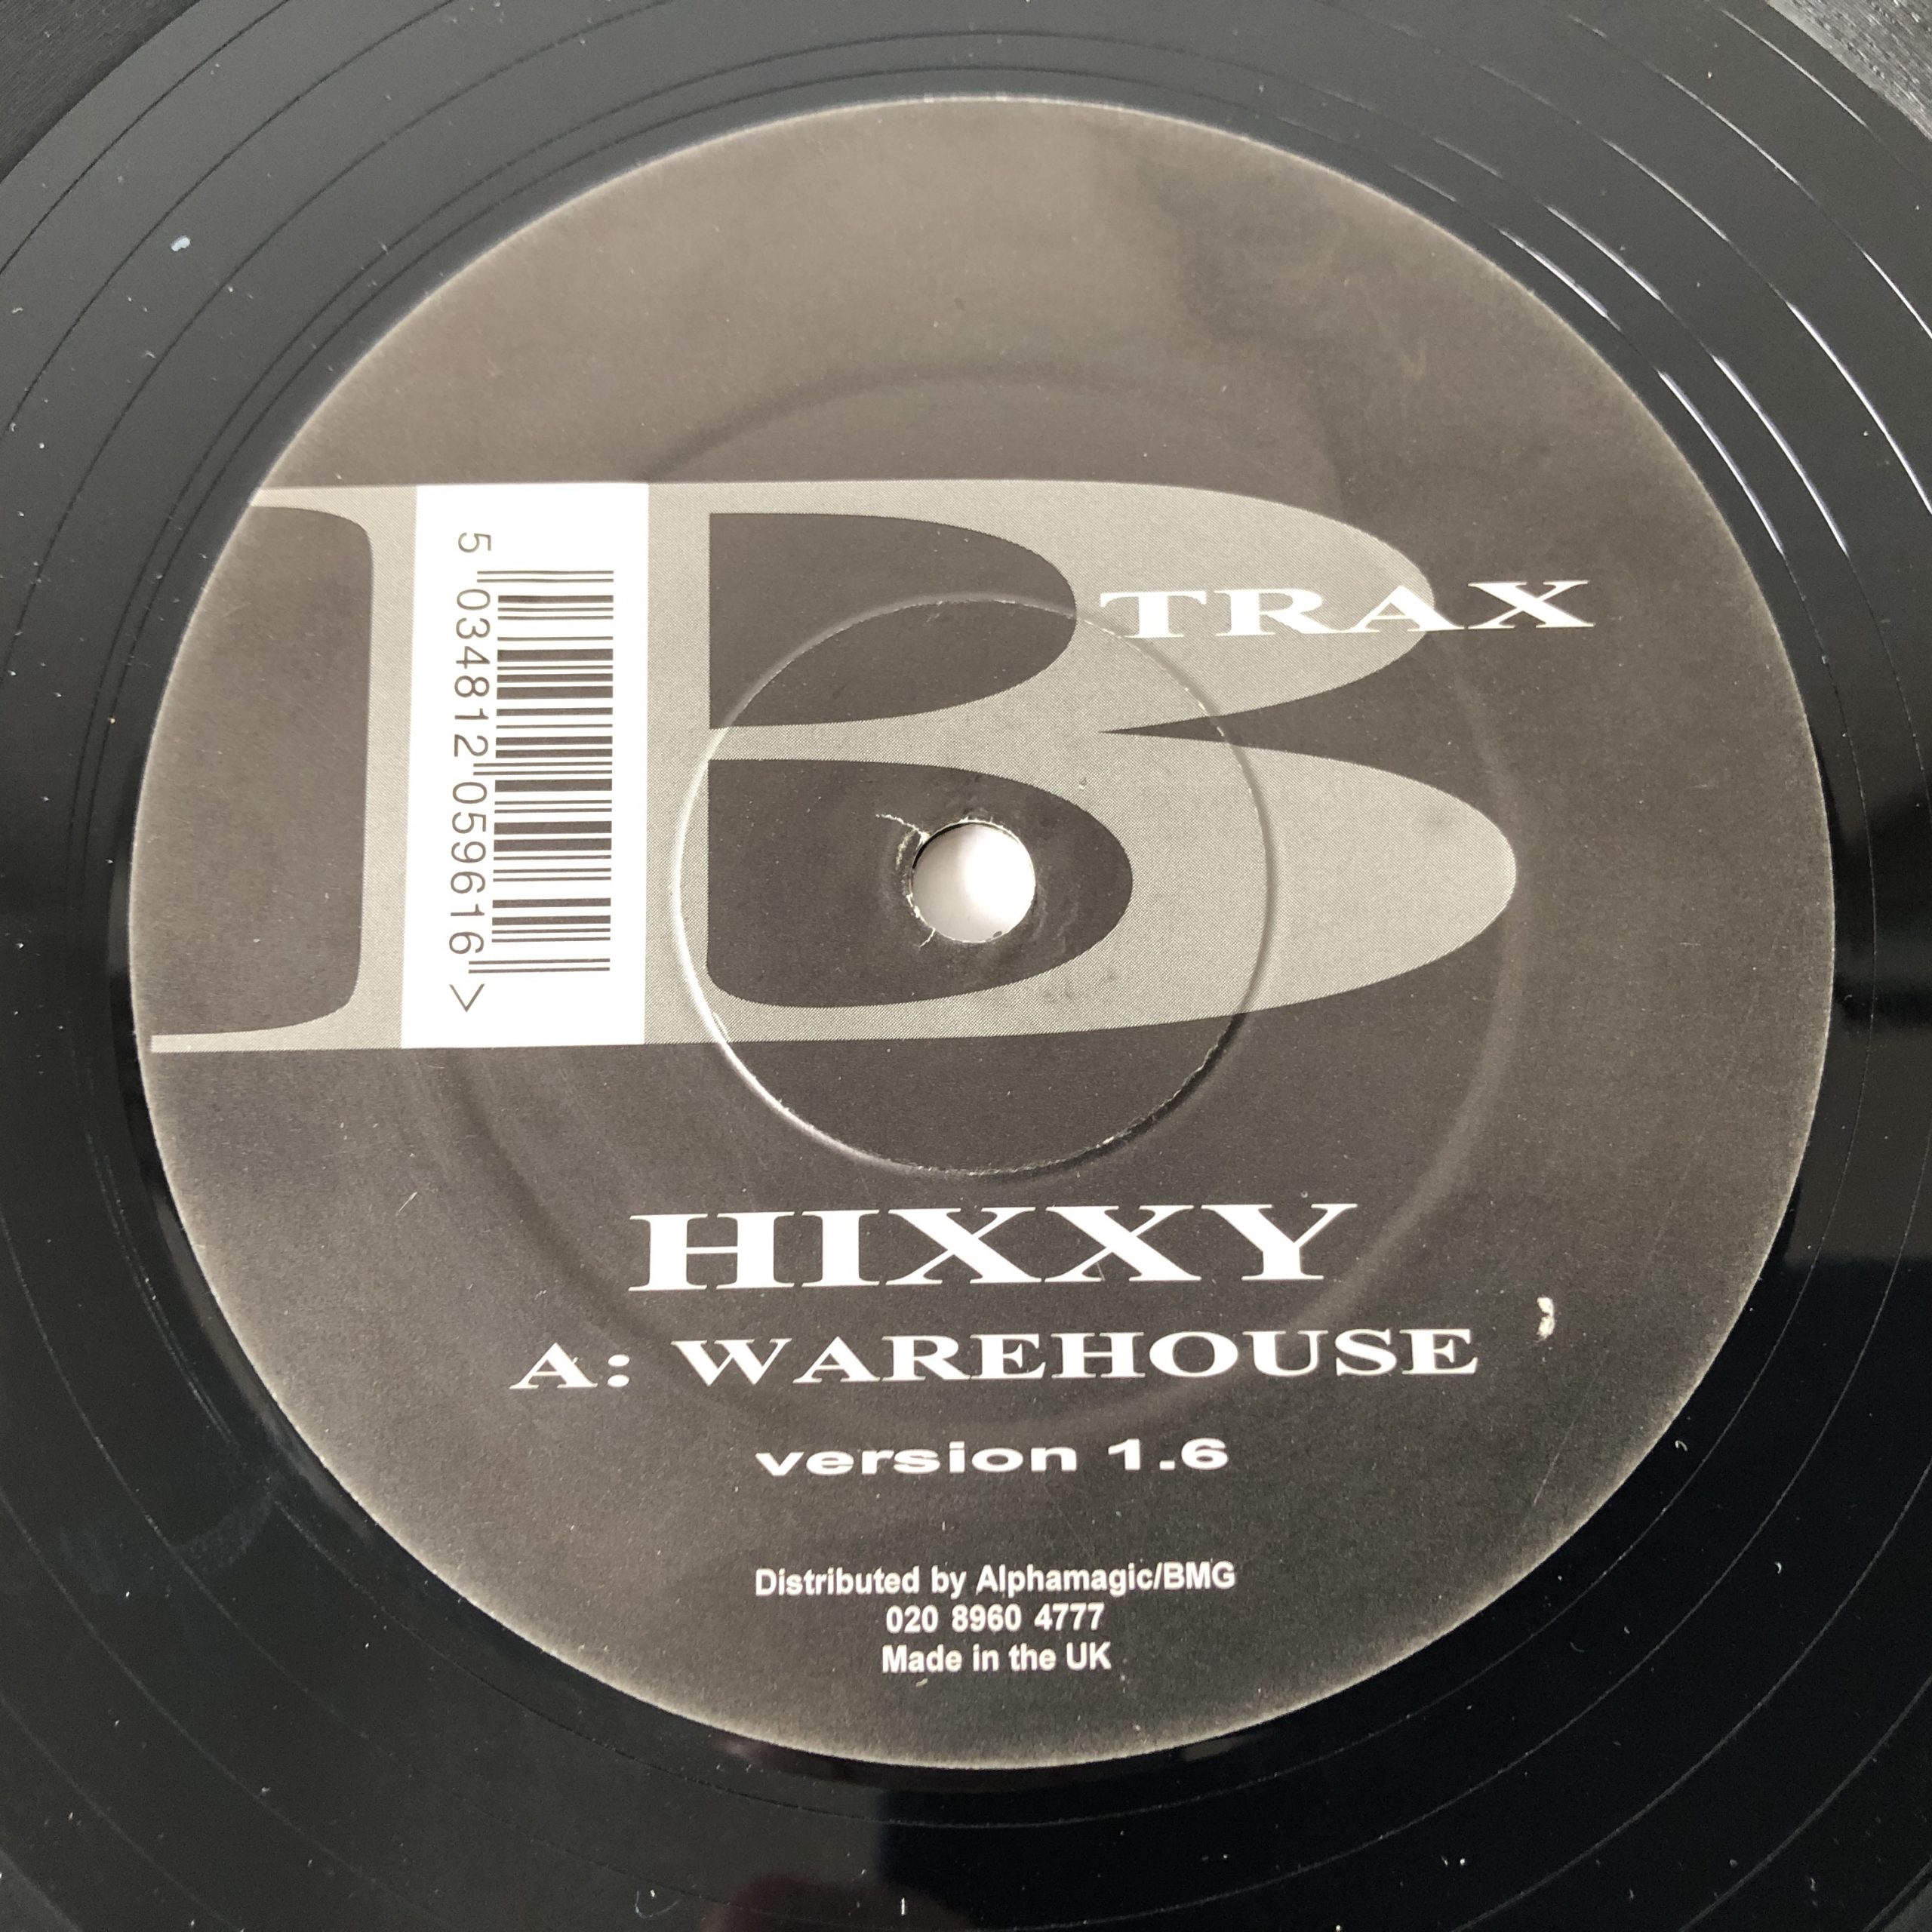 B
TRAX
5 034812 059616 >
HIXXY
A: WAREHOUSE
version 1.6
Distributed by Alphamagic/BMG
020 8960 4777
Made in the UK